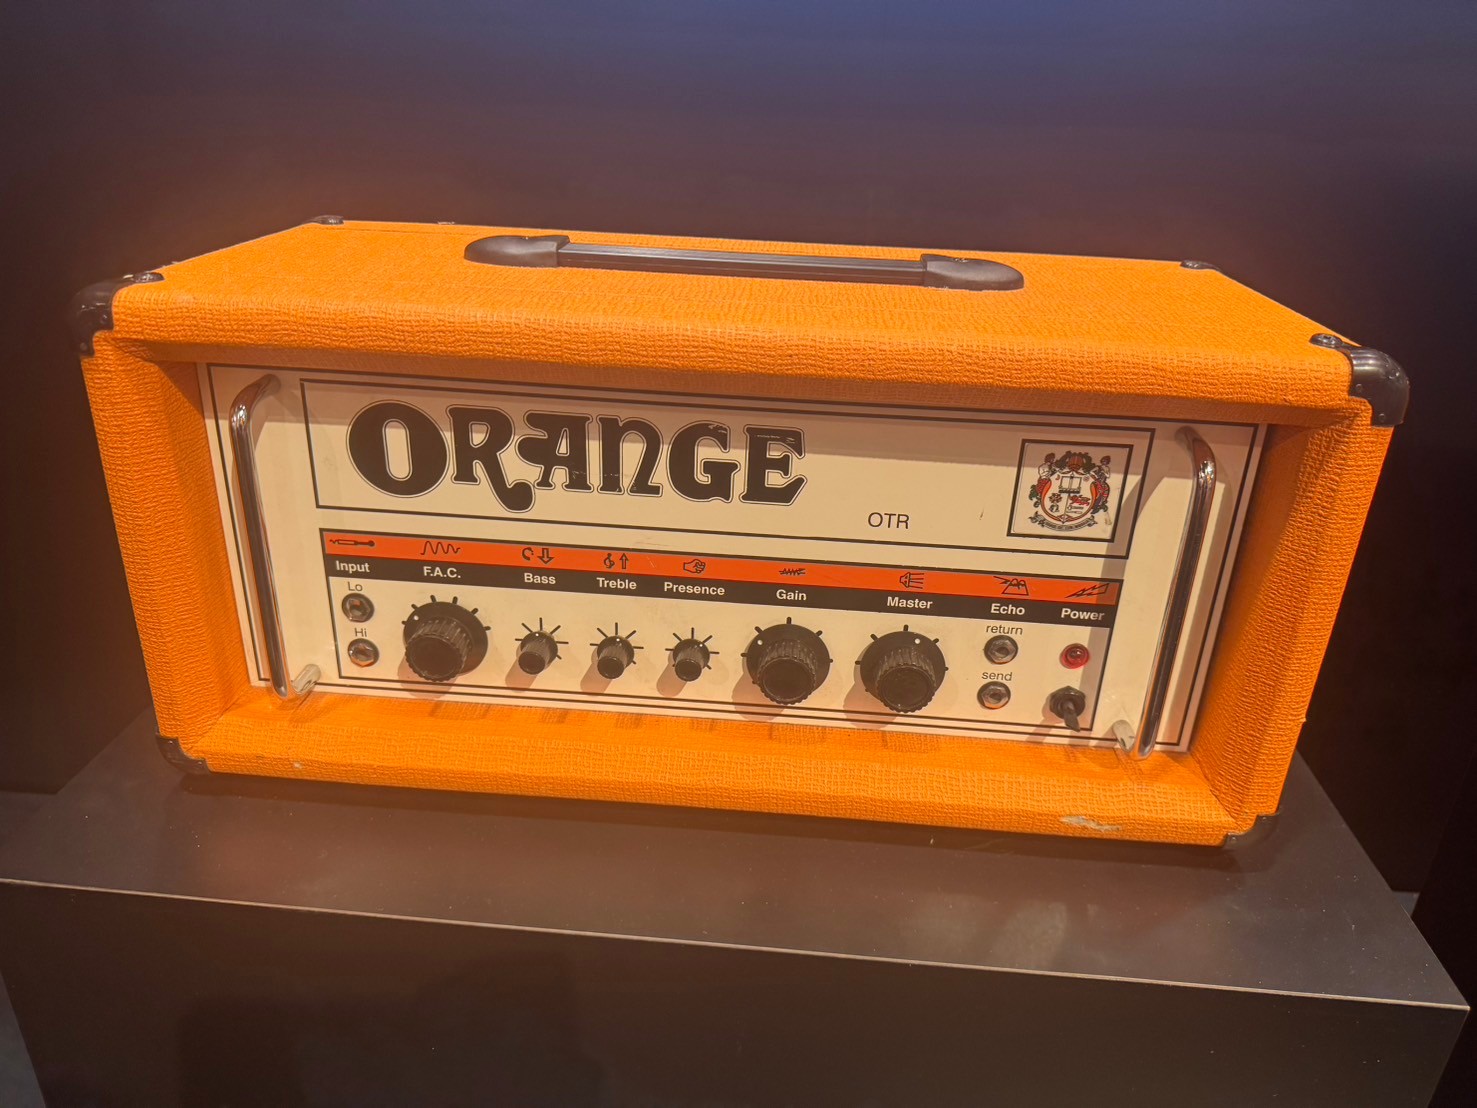 ORANGE
OTR
Input F.A.C. Bass Treble Presence Gain Master Echo Power
Lo
Hi
return
send